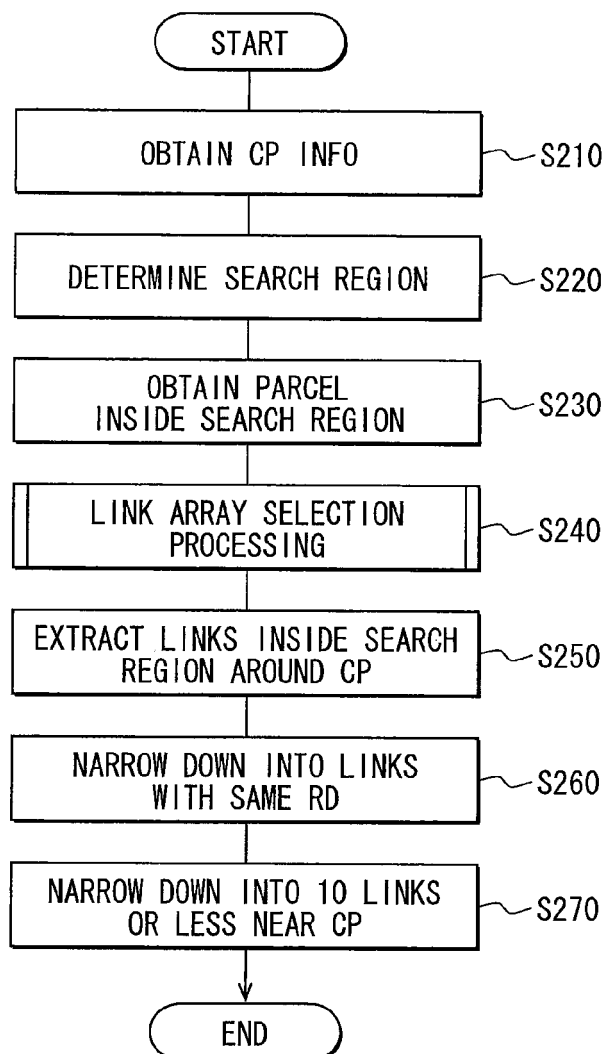 START
OBTAIN CP INFO
S210
DETERMINE SEARCH REGION
S220
OBTAIN PARCEL
INSIDE SEARCH REGION
S230
LINK ARRAY SELECTION
PROCESSING
S240
EXTRACT LINKS INSIDE SEARCH
REGION AROUND CP
S250
NARROW DOWN INTO LINKS
WITH SAME RD
S260
NARROW DOWN INTO 10 LINKS
OR LESS NEAR CP
S270
END